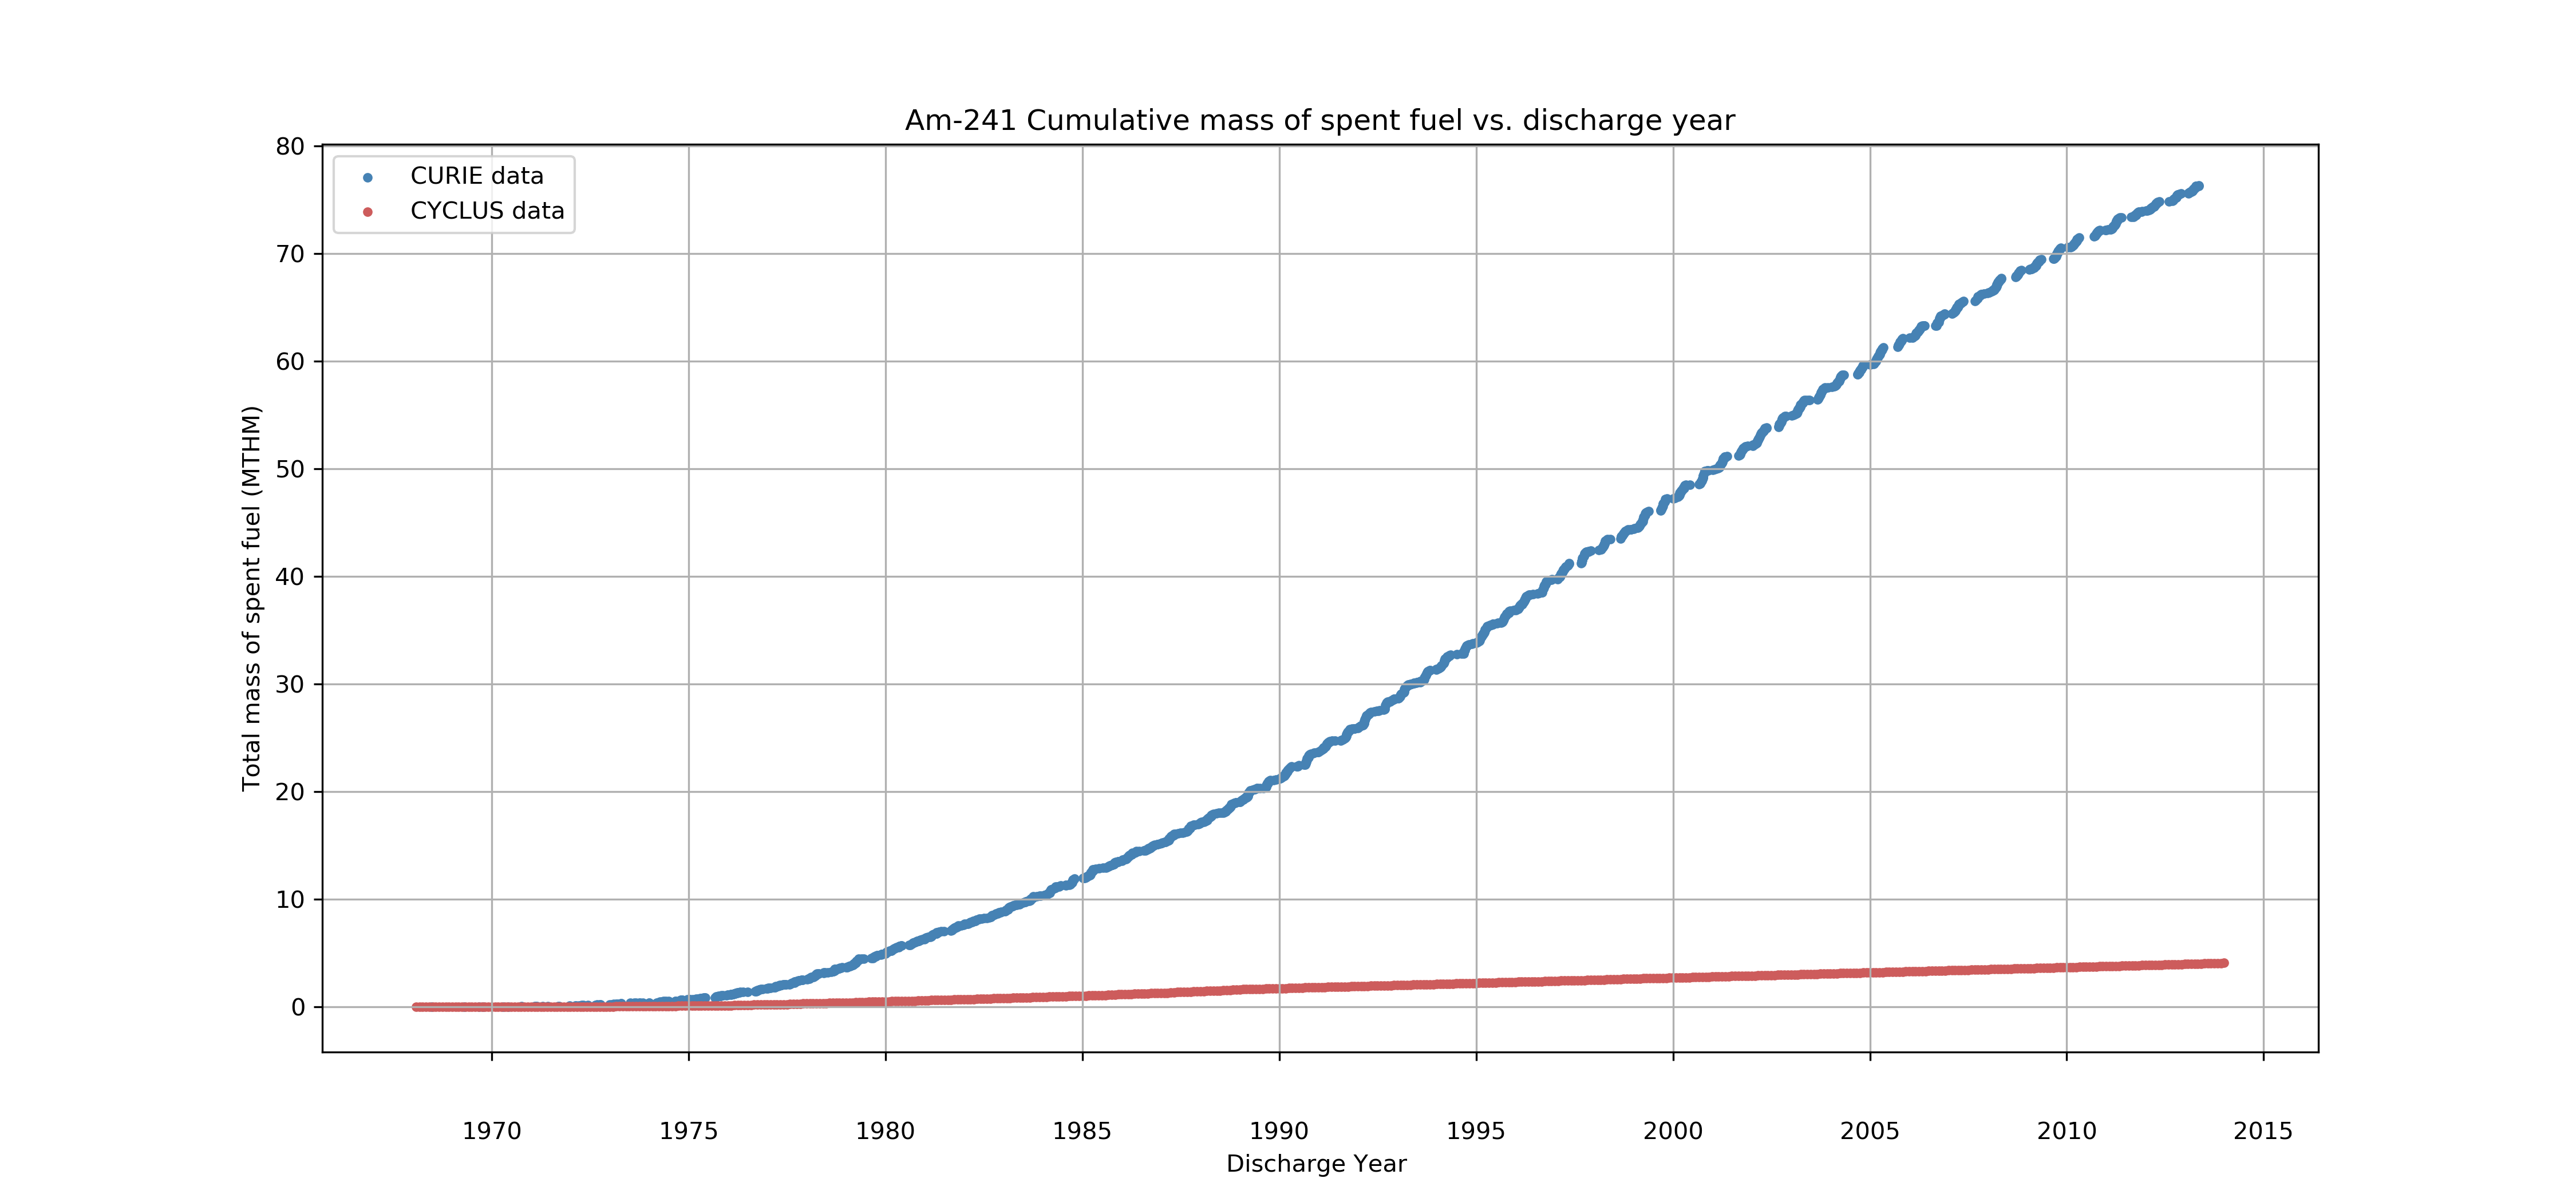 Am-241 Cumulative mass of spent fuel vs. discharge year
CURIE data
CYCLUS data
Total mass of spent fuel (MTHM)
80
70
60
50
40
30
20
10
0
1970 1975 1980 1985 1990 1995 2000 2005 2010 2015
Discharge Year